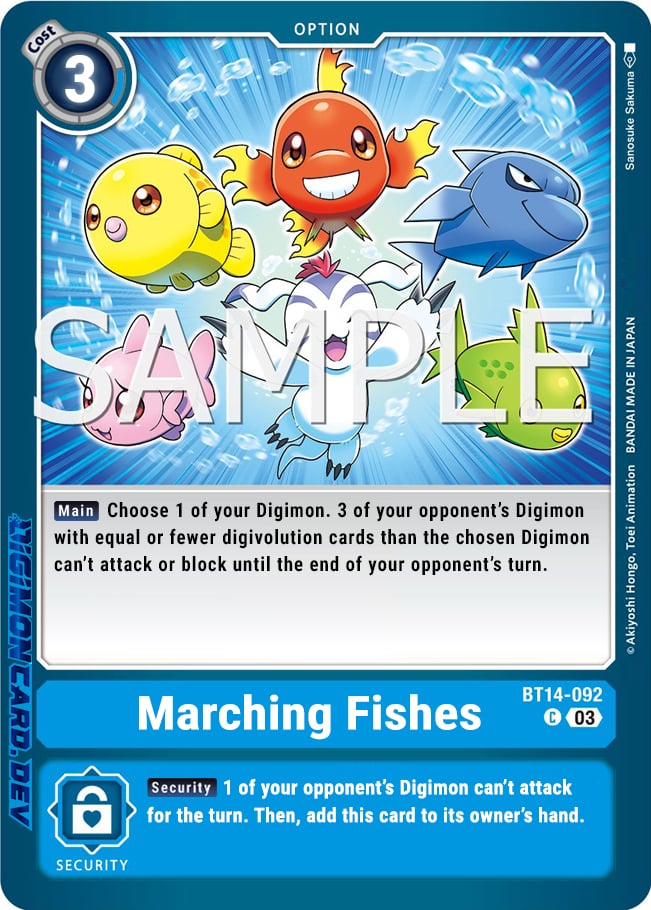 OPTION
Cost
3
Sanosuke Sakuma
SAMPLE
BANDAI MADE IN JAPAN
© Akiyoshi Hongo, Toei Animation
Main Choose 1 of your Digimon. 3 of your opponent's Digimon
with equal or fewer digivolution cards than the chosen Digimon
can't attack or block until the end of your opponent's turn.
DIGIMONCARD.DEV
Marching Fishes
BT14-092
C 03
Security 1 of your opponent's Digimon can't attack
for the turn. Then, add this card to its owner's hand.
SECURITY